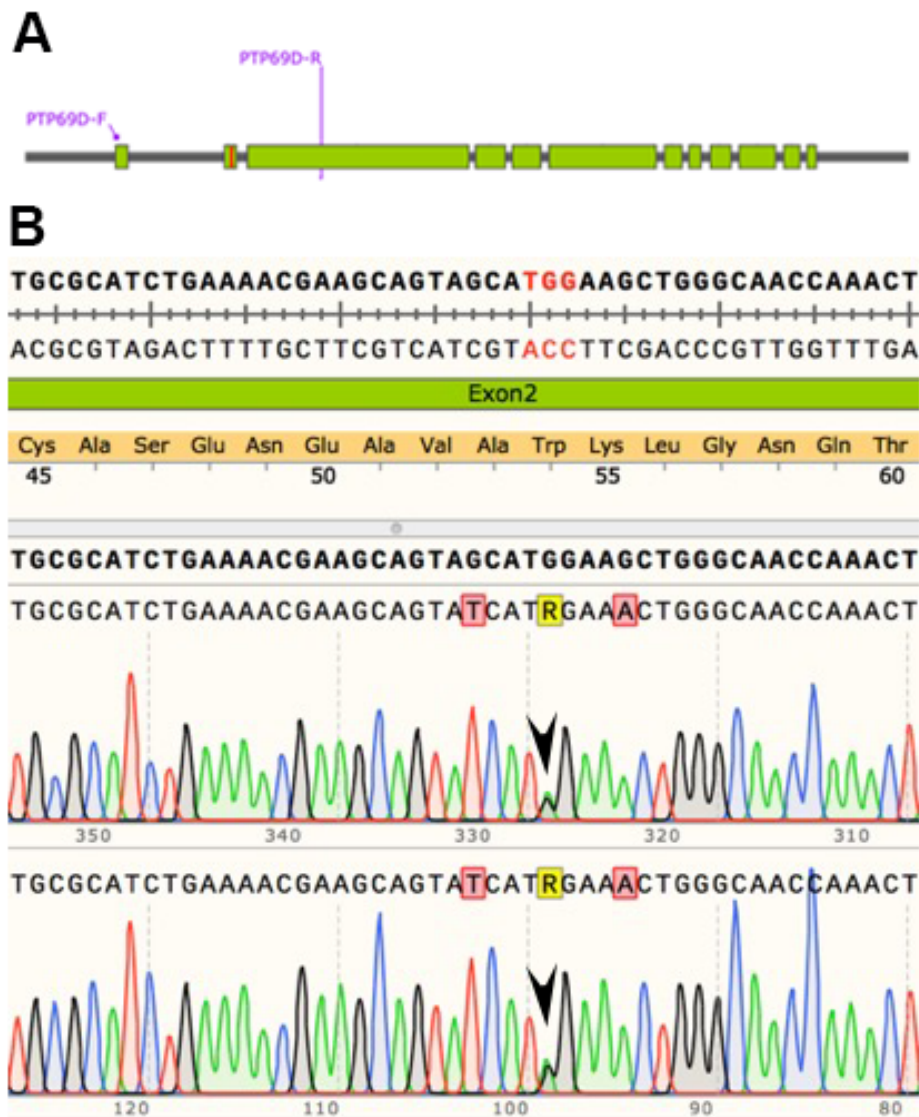 A
PTP69D-R
PTP69D-F
B
TGCGCATCTGAAAACGAAGCAGTAGCATGGAAGCTGGGCAACCAAACT
ACGCGTAGACTTTTGCTTCGTCATCGTACCTTCGACCCGTTGGTTTGA
Exon2
Cys Ala Ser Glu Asn Glu Ala Val Ala Trp Lys Leu Gly Asn Gln Thr
45 50 55 60
TGCGCATCTGAAAACGAAGCAGTAGCATGGAAGCTGGGCAACCAAACT
TGCGCATCTGAAAACGAAGCAGTATCATRGAAACTGGGCAACCAAACT
350 340 330 320 310
TGCGCATCTGAAAACGAAGCAGTATCATRGAAACTGGGCAACCAAACT
120 110 100 90 80